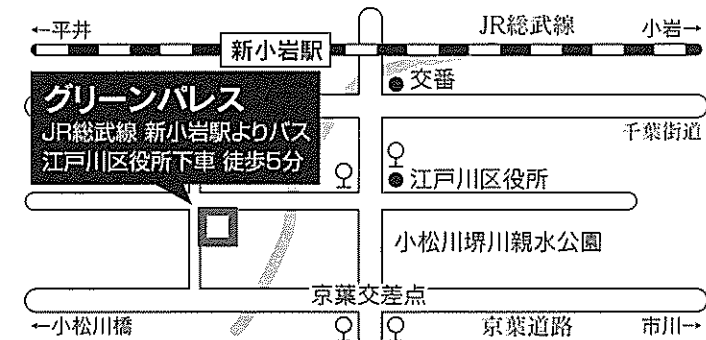 ←平井
JR総武線
小岩→
新小岩駅
交番
グリーンパレス
JR総武線 新小岩駅よりバス
江戸川区役所下車 徒歩5分
千葉街道
江戸川区役所
小松川堺川親水公園
京葉交差点
←小松川橋
京葉道路
市川→